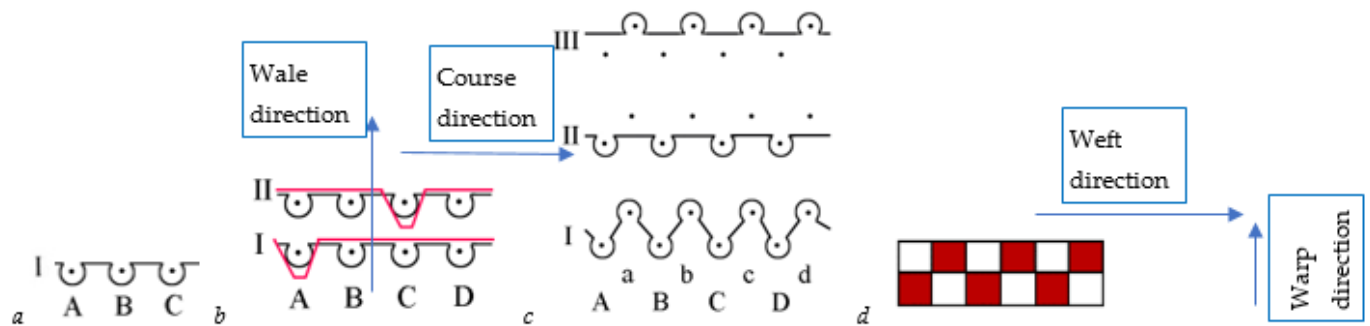 a
I
A B C
b
Wale
direction
II
I
A B C D
c
Course
direction
III
II
I
a b c d
A B C D
d
Weft
direction
Warp
direction